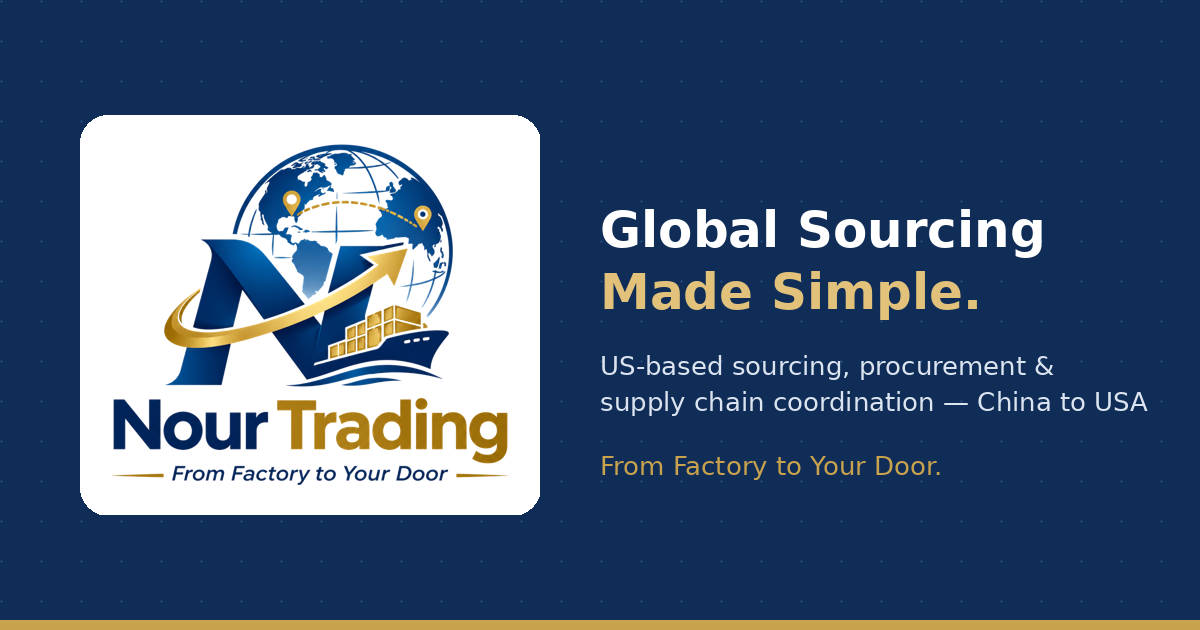 Nour Trading
From Factory to Your Door
Global Sourcing
Made Simple.
US-based sourcing, procurement &
supply chain coordination — China to USA
From Factory to Your Door.